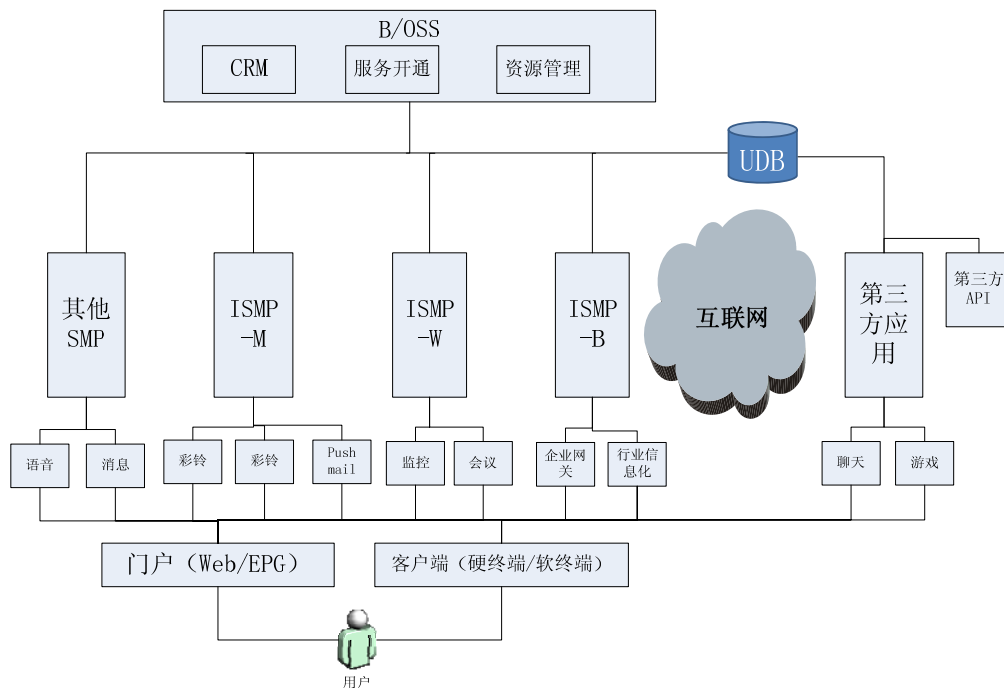 B/OSS
CRM
服务开通
资源管理
UDB
其他
SMP
ISMP
-M
ISMP
-W
ISMP
-B
互联网
第三
方应
用
第三方
API
语音
消息
彩铃
彩铃
Push
mail
监控
会议
企业网
关
行业信
息化
聊天
游戏
门户（Web/EPG）
客户端（硬终端/软终端）
用户